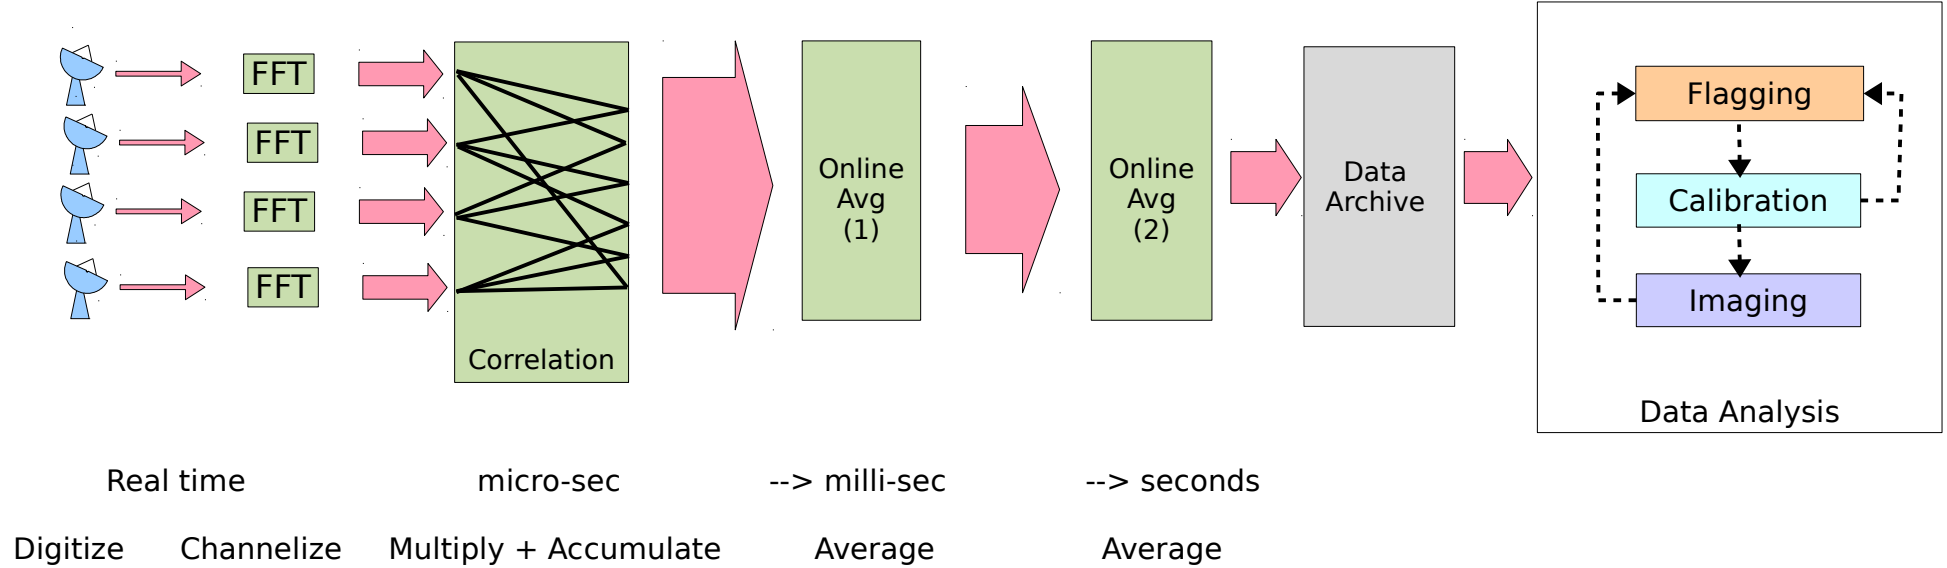 FFT
FFT
FFT
FFT
Correlation
Online
Avg
(1)
Online
Avg
(2)
Data
Archive
Flagging
Calibration
Imaging
Data Analysis
Real time
micro-sec
--> milli-sec
--> seconds
Digitize
Channelize
Multiply + Accumulate
Average
Average